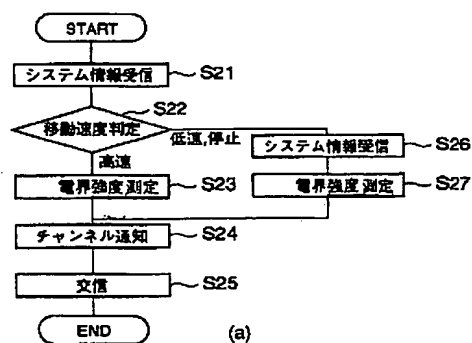 START
システム情報受信 S21
S22
移動速度判定
低速,停止
システム情報受信 S26
高速
電界強度測定 S23
電界強度測定 S27
チャンネル通知 S24
交信 S25
END
(a)